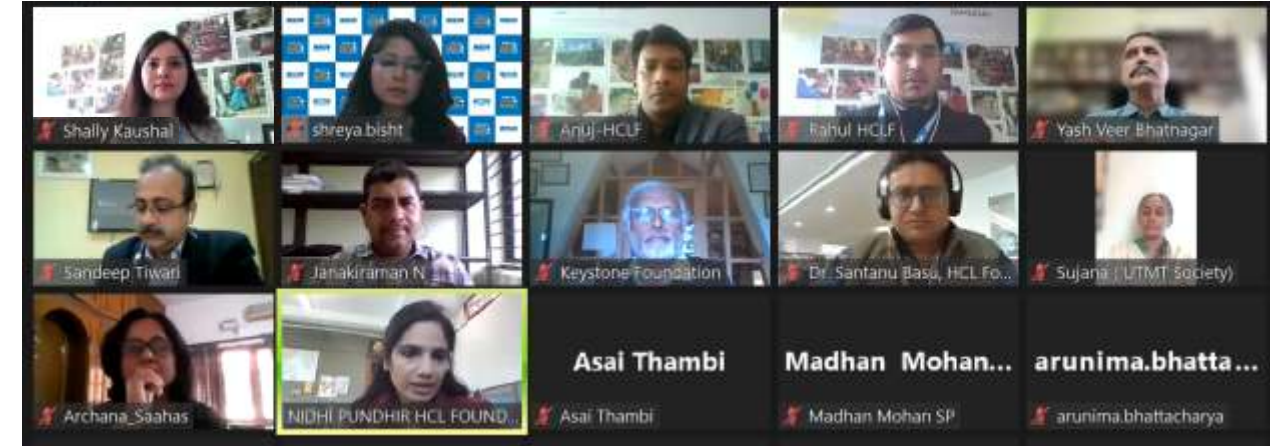 Shally Kaushal
shreya.bisht
Anuj-HCLF
Rahul HCLF
Yash Veer Bhatnagar
Sandeep Tiwari
Janakiraman N
Keystone Foundation
Dr. Santanu Basu, HCL Fo...
Sujana ( UTMT Society)
Archana_Saahas
NIDHI PUNDHIR HCL FOUND...
Asai Thambi
Asai Thambi
Madhan Mohan...
Madhan Mohan SP
arunima.bhatta...
arunima.bhattacharya